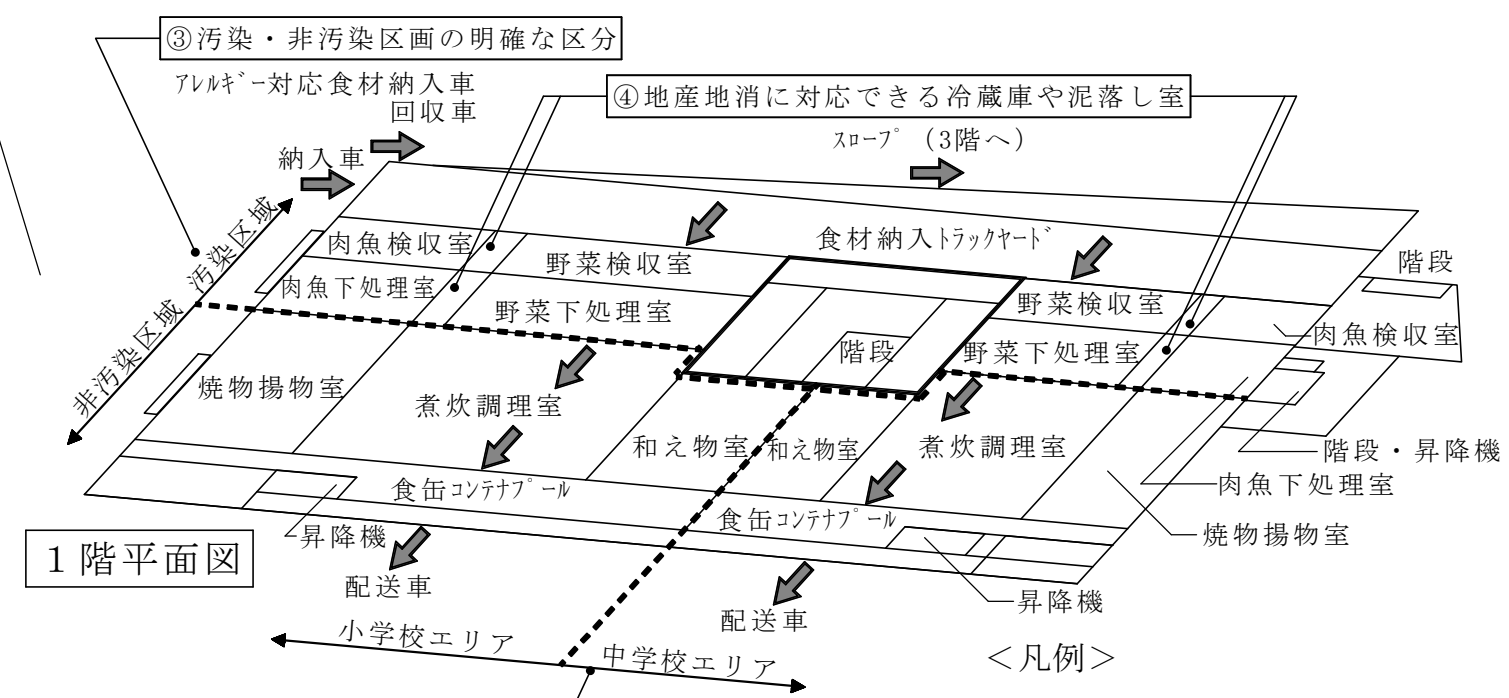 ③汚染・非汚染区画の明確な区分
アレルギー対応食材納入車
回収車
④地産地消に対応できる冷蔵庫や泥落し室
スロープ（3階へ）
納入車
汚染区域
非汚染区域
肉魚検収室
野菜検収室
食材納入トラックヤード
階段
肉魚下処理室
野菜下処理室
野菜検収室
肉魚検収室
階段
野菜下処理室
焼物揚物室
煮炊調理室
和え物室
和え物室
煮炊調理室
階段・昇降機
肉魚下処理室
食缶コンテナプール
食缶コンテナプール
焼物揚物室
昇降機
1階平面図
配送車
昇降機
配送車
小学校エリア
中学校エリア
＜凡例＞